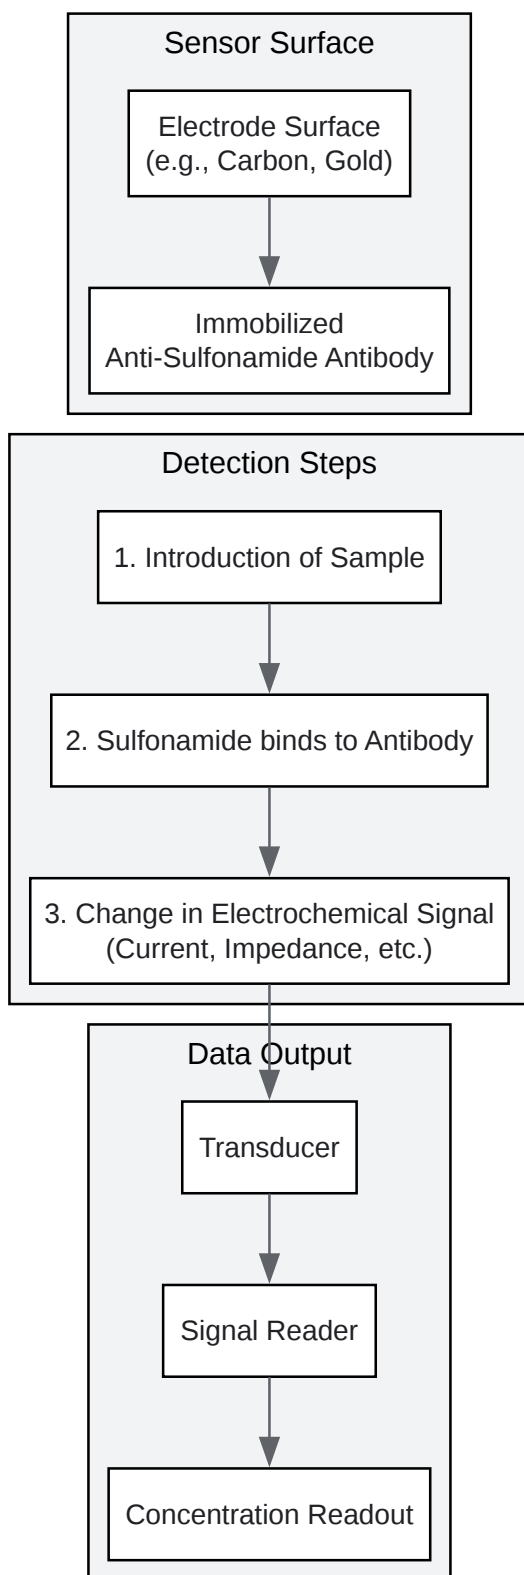 Sensor Surface
Electrode Surface
(e.g., Carbon, Gold)
Immobilized
Anti-Sulfonamide Antibody
Detection Steps
1. Introduction of Sample
2. Sulfonamide binds to Antibody
3. Change in Electrochemical Signal
(Current, Impedance, etc.)
Data Output
Transducer
Signal Reader
Concentration Readout